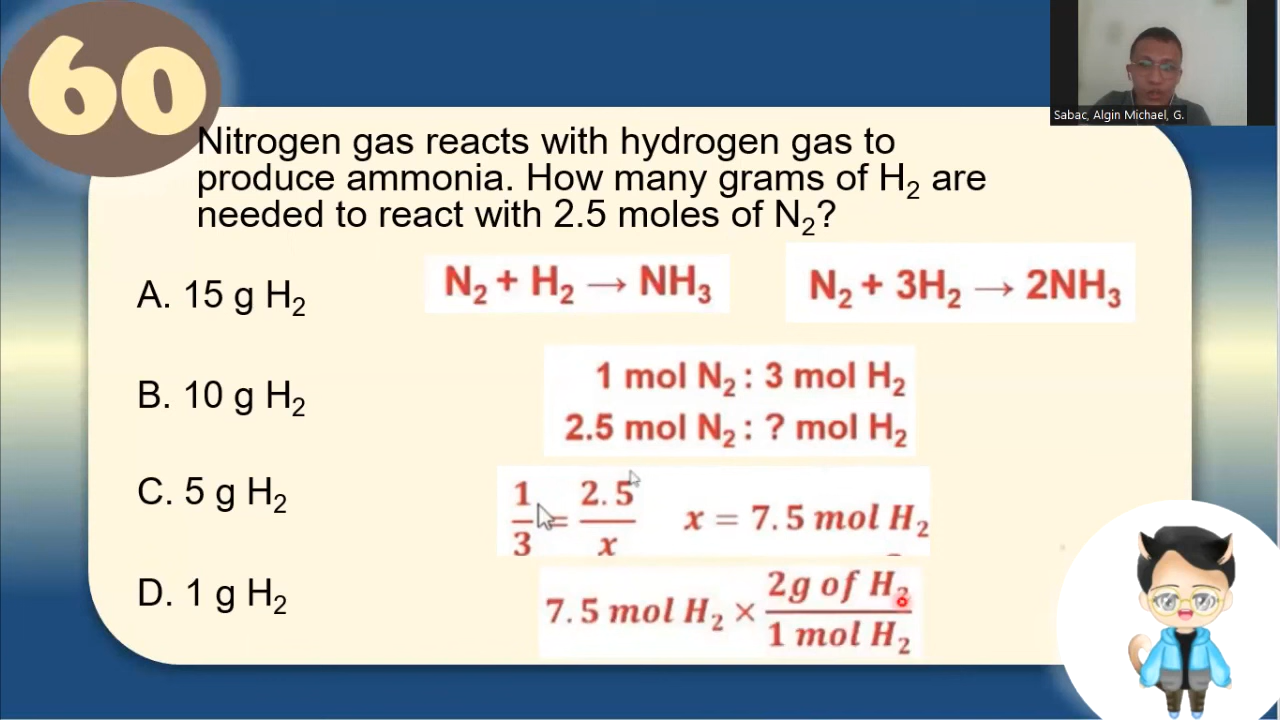 60
Sabac, Algin Michael, G.
Nitrogen gas reacts with hydrogen gas to
produce ammonia. How many grams of H₂ are
needed to react with 2.5 moles of N₂?
A. 15 g H₂
N₂ + H₂ → NH₃
N₂ + 3H₂ → 2NH₃
B. 10 g H₂
1 mol N₂ : 3 mol H₂
2.5 mol N₂ : ? mol H₂
C. 5 g H₂
1/3 = 2.5/x
x = 7.5 mol H₂
D. 1 g H₂
7.5 mol H₂ × 2g of H₂/1 mol H₂